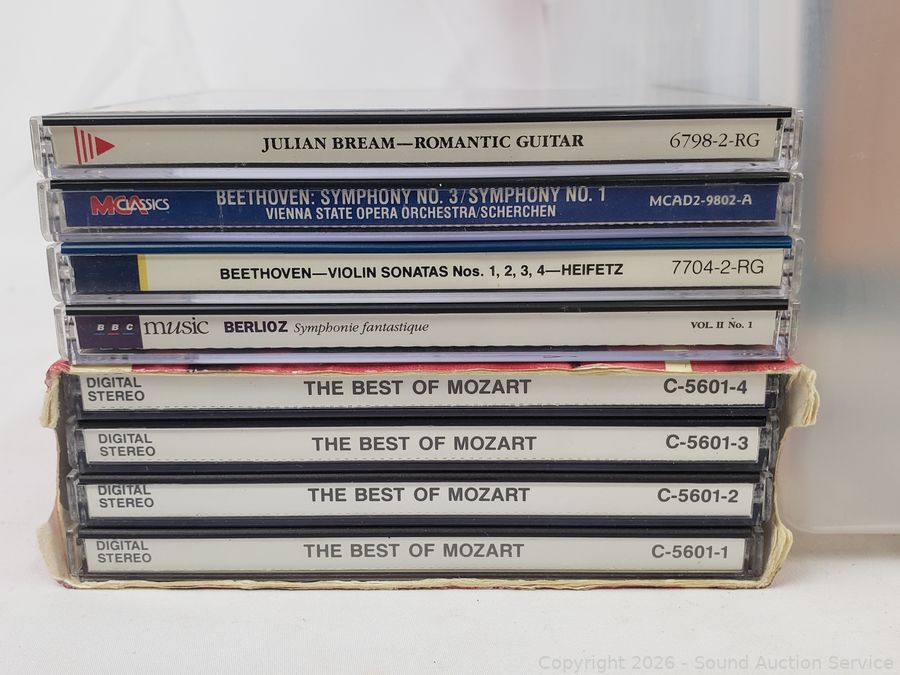 JULIAN BREAM—ROMANTIC GUITAR 6798-2-RG
MCA CLASSICS BEETHOVEN: SYMPHONY NO. 3/SYMPHONY NO. 1 MCAD2-9802-A
VIENNA STATE OPERA ORCHESTRA/SCHERCHEN
BEETHOVEN—VIOLIN SONATAS Nos. 1, 2, 3, 4—HEIFETZ 7704-2-RG
BBC music BERLIOZ Symphonie fantastique VOL. II No. 1
DIGITAL
STEREO THE BEST OF MOZART C-5601-4
DIGITAL
STEREO THE BEST OF MOZART C-5601-3
DIGITAL
STEREO THE BEST OF MOZART C-5601-2
DIGITAL
STEREO THE BEST OF MOZART C-5601-1
Copyright 2026 - Sound Auction Service